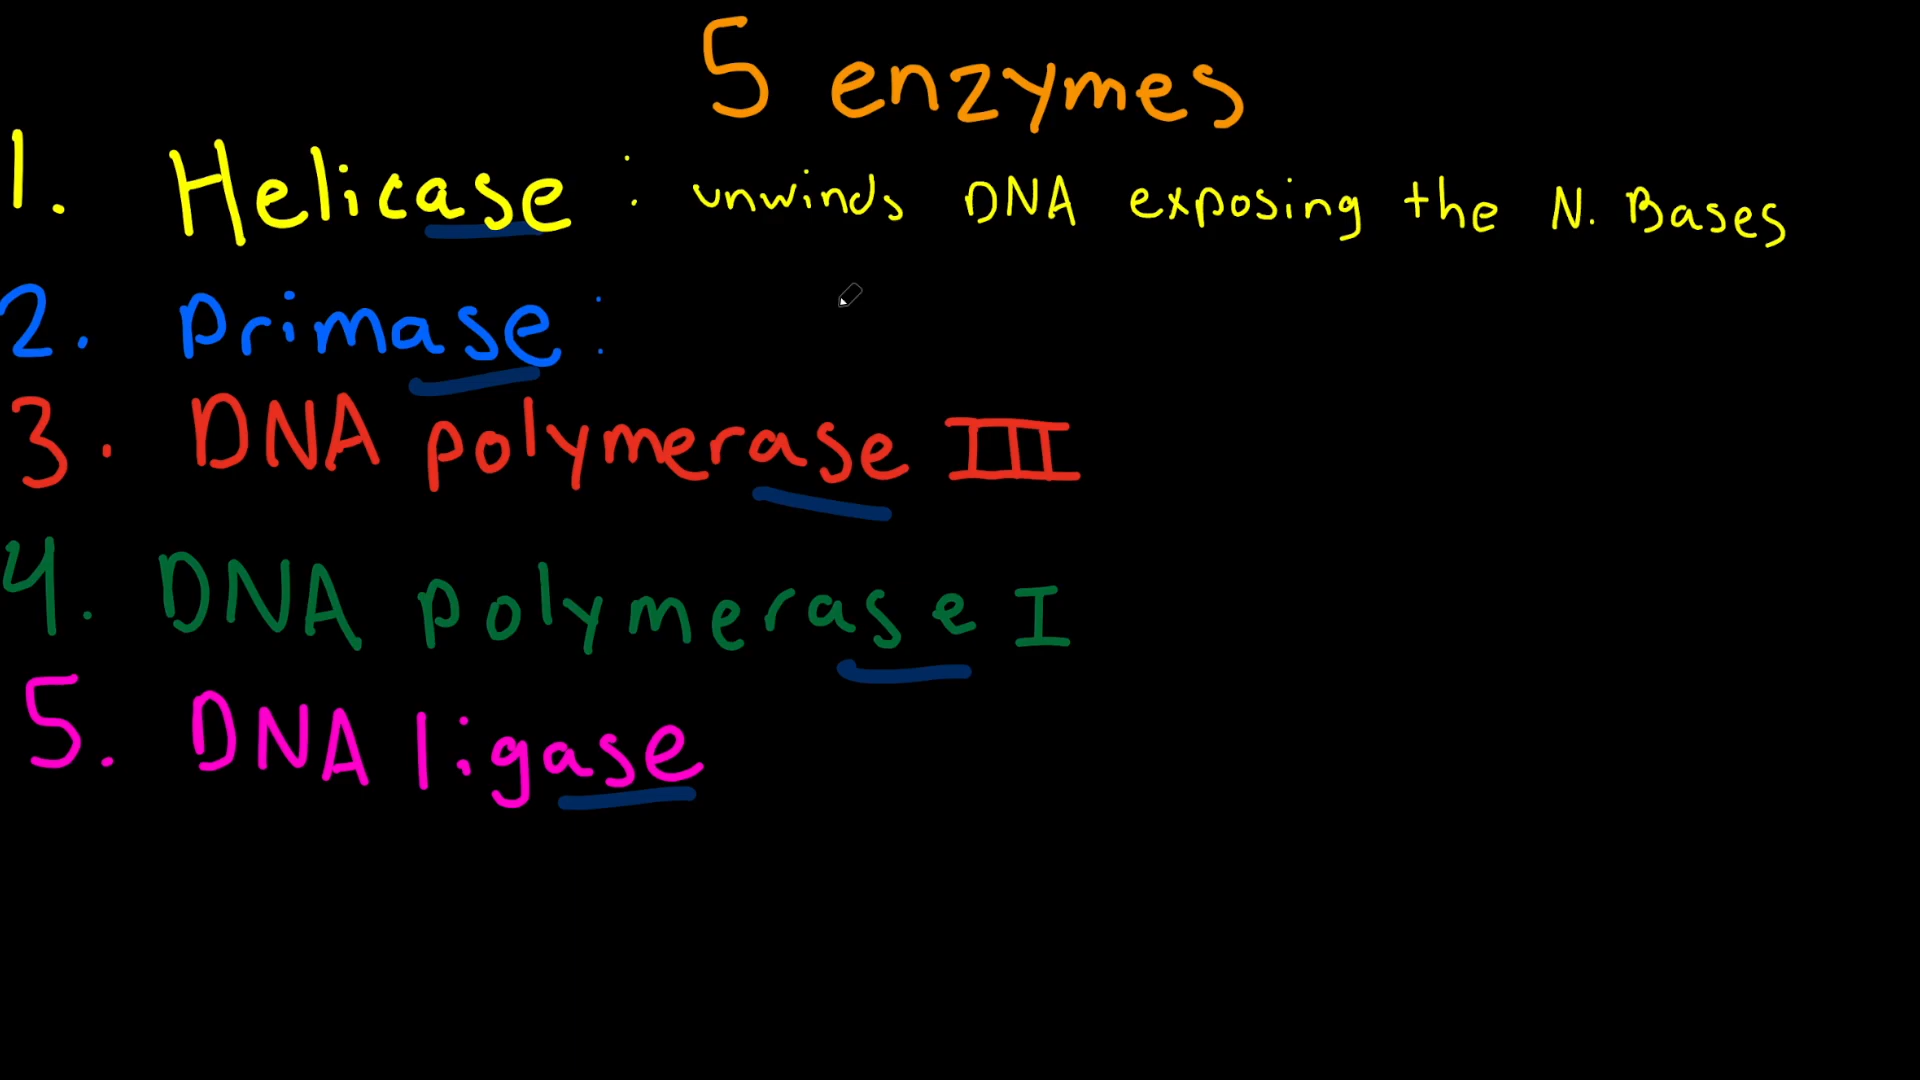 5 enzymes
1. Helicase : unwinds DNA exposing the N. Bases
2. primase :
3. DNA polymerase III
4. DNA polymerase I
5. DNA ligase